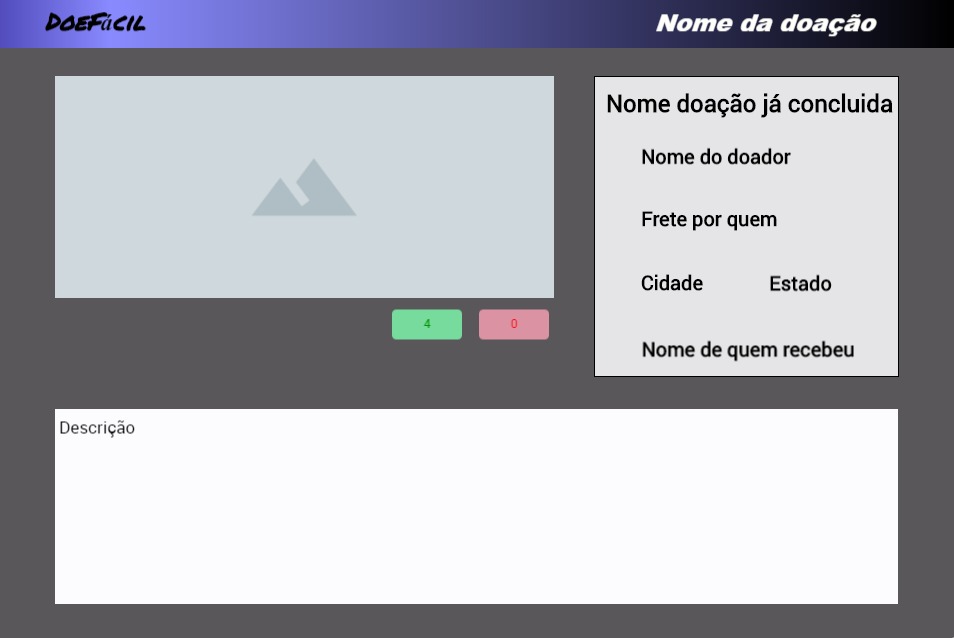 DoeFácil
Nome da doação
Nome doação já concluida
Nome do doador
Frete por quem
Cidade
Estado
Nome de quem recebeu
4
0
Descrição